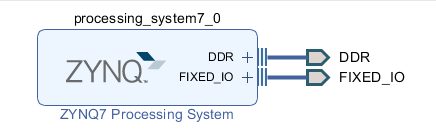 processing_system7_0
DDR
DDR
ZYNQ
FIXED_IO
FIXED_IO
ZYNQ7 Processing System